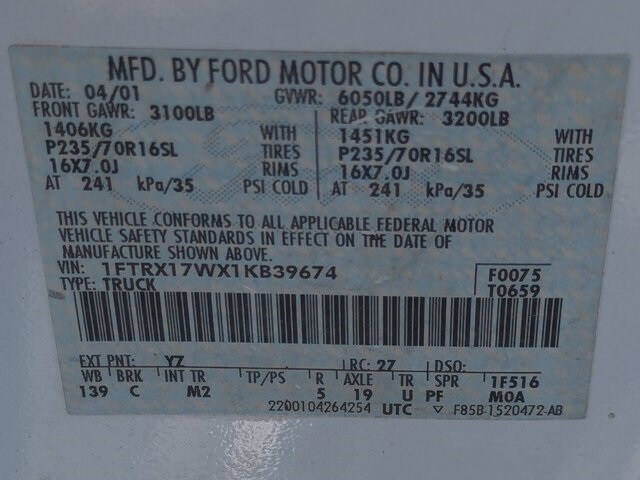 MFD. BY FORD MOTOR CO. IN U.S.A.
DATE: 04/01 GVWR: 6050LB/ 2744KG
FRONT GAWR: 3100LB REAR GAWR: 3200LB
1406KG WITH 1451KG WITH
P235/70R16SL TIRES P235/70R16SL TIRES
16X7.0J RIMS 16X7.0J RIMS
AT 241 kPa/35 PSI COLD AT 241 kPa/35 PSI COLD
THIS VEHICLE CONFORMS TO ALL APPLICABLE FEDERAL MOTOR
VEHICLE SAFETY STANDARDS IN EFFECT ON THE DATE OF
MANUFACTURE SHOWN ABOVE.
VIN: 1FTRX17WX1KB39674 F0075
TYPE: TRUCK T0659
EXT PNT: YZ RC: 27 DSO:
WB BRK INT TR TP/PS R AXLE TR SPR 1F516
139 C M2 5 19 U PF M0A
2200104264254 UTC F85B-1520472-AB